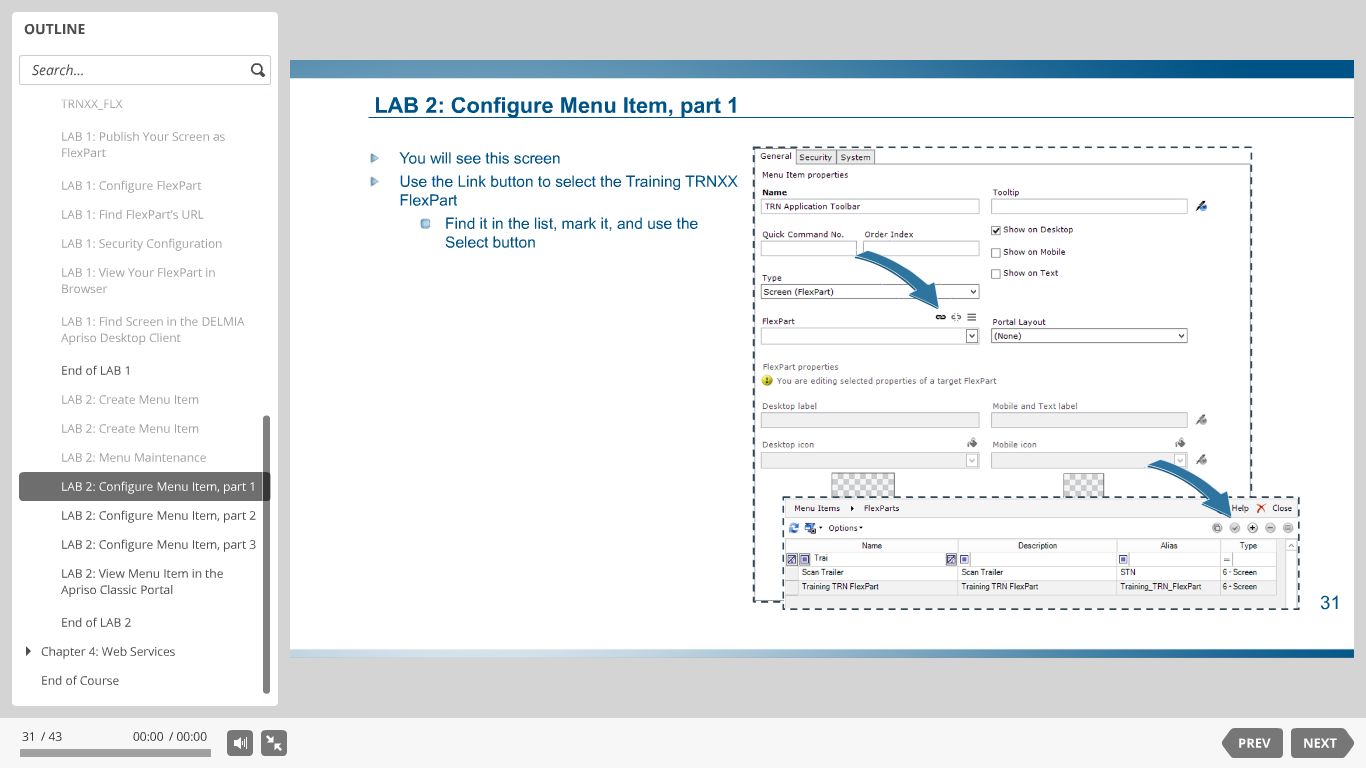 OUTLINE
Search...
TRNXX_FLX
LAB 1: Publish Your Screen as
FlexPart
LAB 1: Configure FlexPart
LAB 1: Find FlexPart's URL
LAB 1: Security Configuration
LAB 1: View Your FlexPart in
Browser
LAB 1: Find Screen in the DELMIA
Apriso Desktop Client
End of LAB 1
LAB 2: Create Menu Item
LAB 2: Create Menu Item
LAB 2: Menu Maintenance
LAB 2: Configure Menu Item, part 1
LAB 2: Configure Menu Item, part 2
LAB 2: Configure Menu Item, part 3
LAB 2: View Menu Item in the
Apriso Classic Portal
End of LAB 2
Chapter 4: Web Services
End of Course
LAB 2: Configure Menu Item, part 1
You will see this screen
Use the Link button to select the Training TRNXX
FlexPart
Find it in the list, mark it, and use the
Select button
General Security System
Menu Item properties
Name Tooltip
TRN Application Toolbar
Quick Command No. Order Index
Show on Desktop
Show on Mobile
Show on Text
Type
Screen (FlexPart)
FlexPart Portal Layout
(None)
FlexPart properties
You are editing selected properties of a target FlexPart
Desktop label Mobile and Text label
Desktop icon Mobile icon
Menu Items FlexParts Help Close
Options
Name Description Alias Type
Trai =
Scan Trailer Scan Trailer STN 6 - Screen
Training TRN FlexPart Training TRN FlexPart Training_TRN_FlexPart 6 - Screen
31
31 / 43 00:00 / 00:00
PREV NEXT